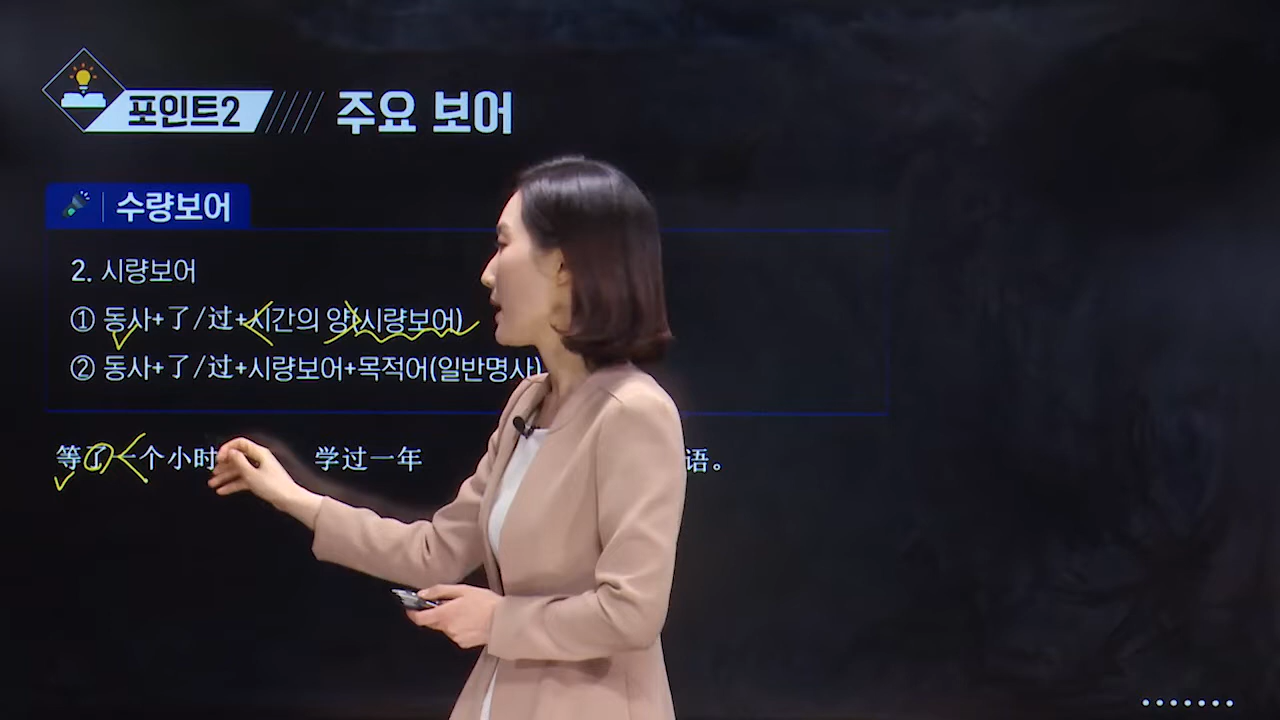 포인트2
주요 보어
수량보어
2. 시량보어
① 동사+了/过+시간의 양(시량보어)
② 동사+了/过+시량보어+목적어(일반명사)
等了一个小时 学过一年 语。